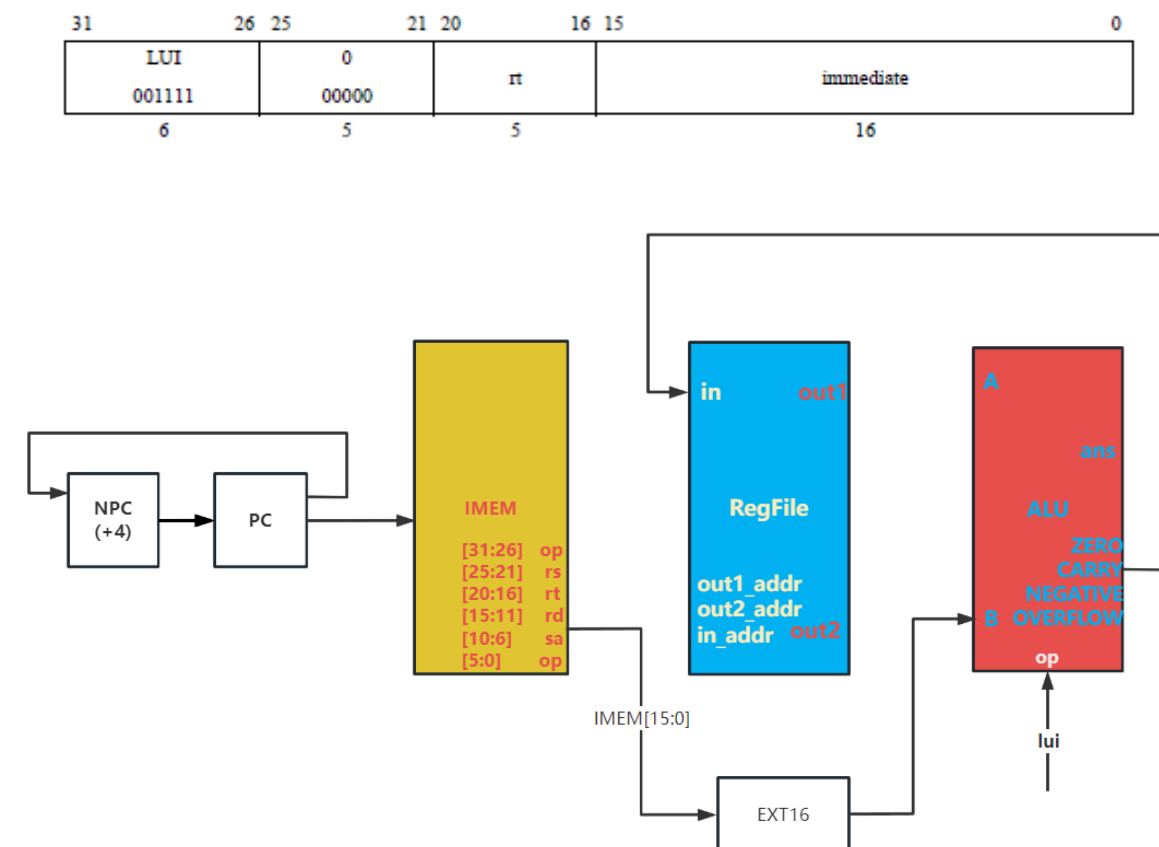 31 26 25 21 20 16 15 0
LUI 0
rt immediate
001111 00000
6 5 5 16
in out1
A
ans
NPC
(+4)
PC
IMEM
RegFile
ALU
[31:26] op
[25:21] rs
[20:16] rt
[15:11] rd
[10:6] sa
[5:0] op
out1_addr
out2_addr
in_addr out2
ZERO
CARRY
NEGATIVE
B OVERFLOW
op
IMEM[15:0]
lui
EXT16